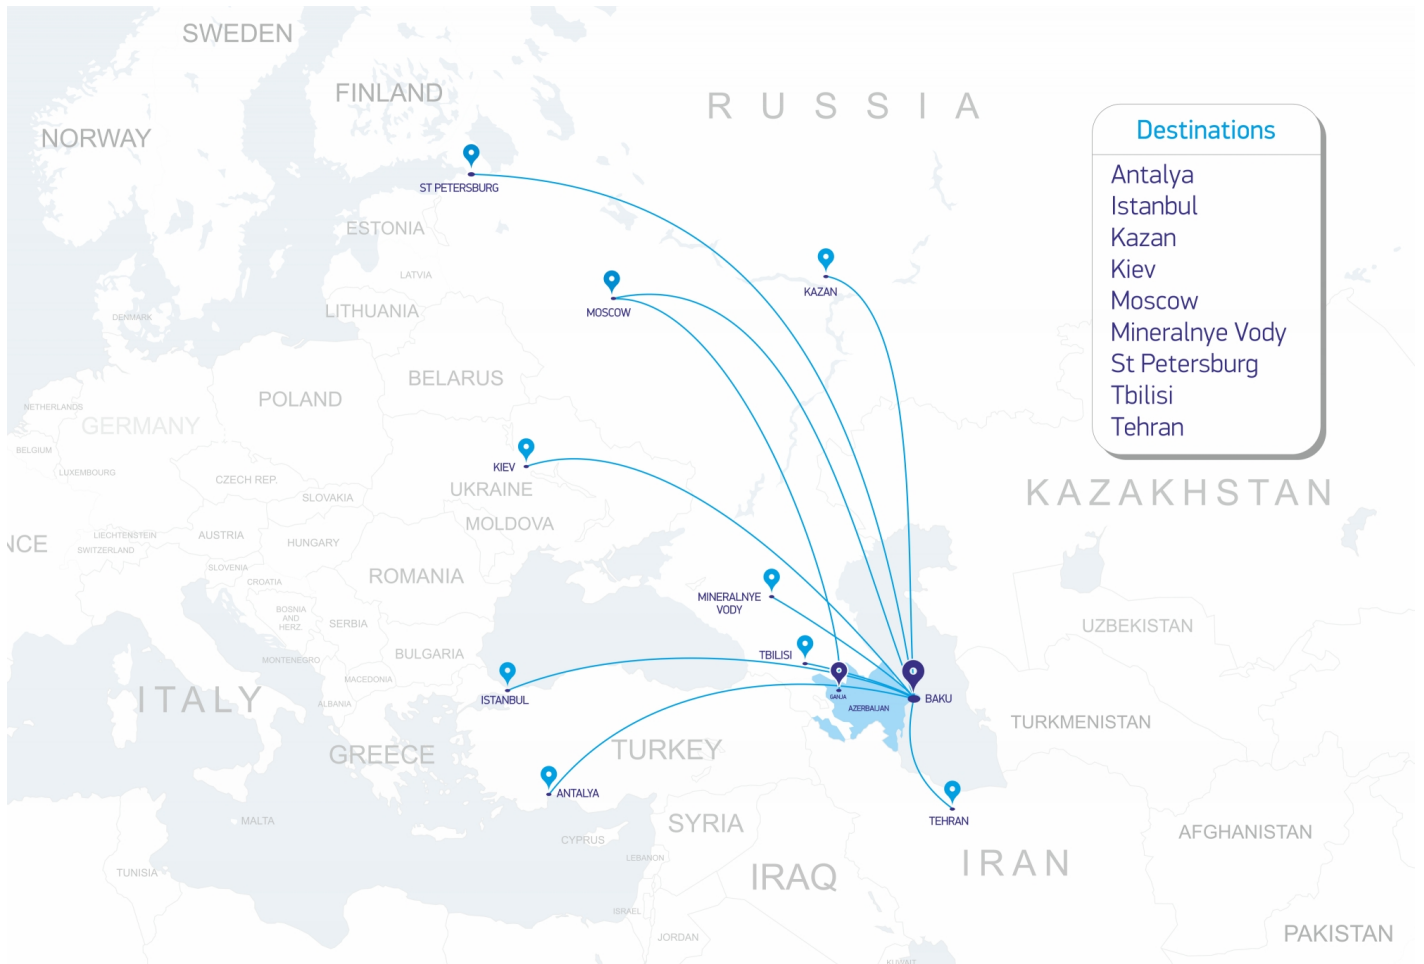 SWEDEN
FINLAND
NORWAY
RUSSIA
Destinations
Antalya
Istanbul
Kazan
Kiev
Moscow
Mineralnye Vody
St Petersburg
Tbilisi
Tehran
ST PETERSBURG
ESTONIA
LATVIA
KAZAN
LITHUANIA
MOSCOW
DENMARK
BELARUS
POLAND
NETHERLANDS
GERMANY
BELGIUM
LUXEMBOURG
KIEV
CZECH REP.
UKRAINE
SLOVAKIA
KAZAKHSTAN
MOLDOVA
AUSTRIA
LIECHTENSTEIN
HUNGARY
NCE
SWITZERLAND
SLOVENIA
ROMANIA
CROATIA
MINERALNYE
VODY
BOSNIA
AND
HERZ.
SERBIA
UZBEKISTAN
BULGARIA
TBILISI
MONTENEGRO
MACEDONIA
ITALY
ALBANIA
ISTANBUL
GANJA
BAKU
AZERBAIJAN
TURKMENISTAN
GREECE
TURKEY
ANTALYA
TEHRAN
MALTA
SYRIA
CYPRUS
AFGHANISTAN
LEBANON
IRAN
TUNISIA
IRAQ
ISRAEL
JORDAN
PAKISTAN
KUWAIT